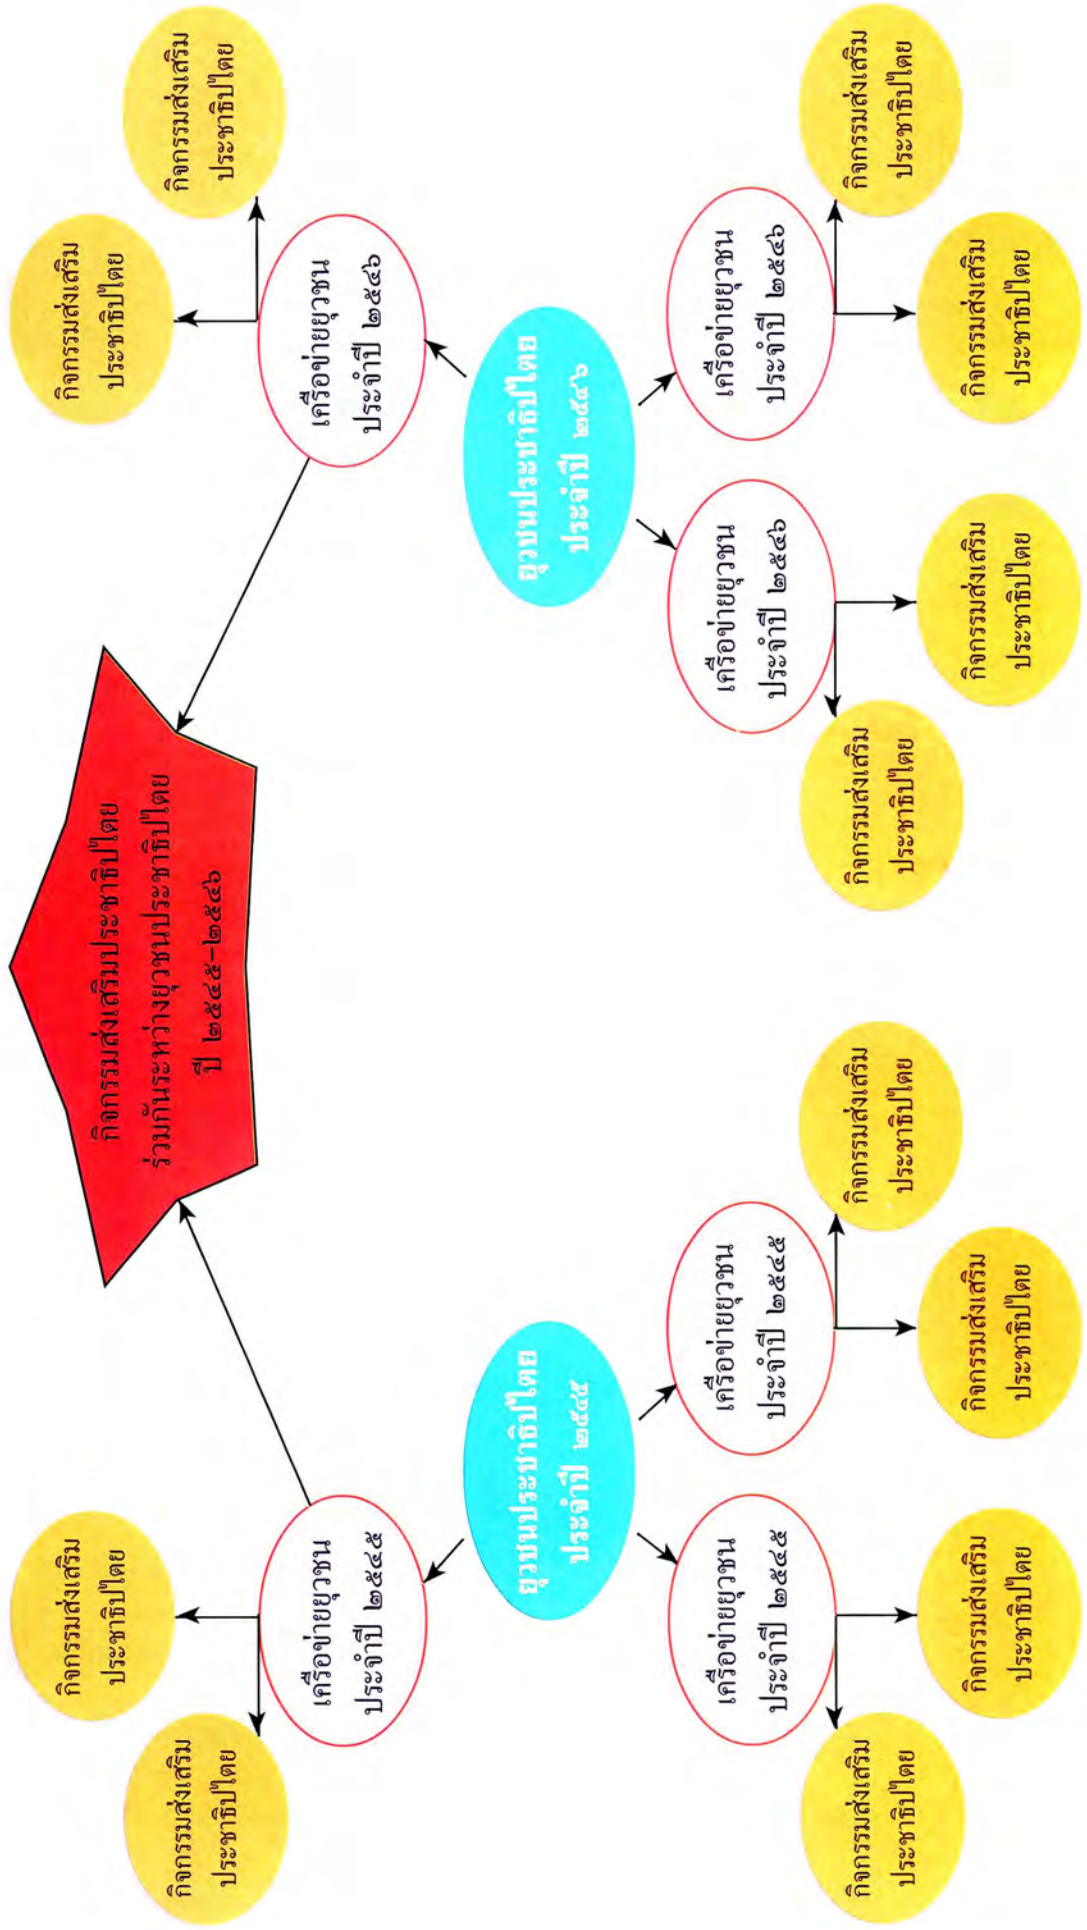 กิจกรรมส่งเสริม
ประชาธิปไตย
กิจกรรมส่งเสริมประชาธิปไตย
ร่วมกันระหว่างยุวชนประชาธิปไตย
ปี ๒๕๔๕-๒๕๔๖
กิจกรรมส่งเสริม
ประชาธิปไตย
กิจกรรมส่งเสริม
ประชาธิปไตย
กิจกรรมส่งเสริม
ประชาธิปไตย
เครือข่ายยุวชน
ประจำปี ๒๕๔๕
เครือข่ายยุวชน
ประจำปี ๒๕๔๖
ยุวชนประชาธิปไตย
ประจำปี ๒๕๔๕
ยุวชนประชาธิปไตย
ประจำปี ๒๕๔๖
เครือข่ายยุวชน
ประจำปี ๒๕๔๕
เครือข่ายยุวชน
ประจำปี ๒๕๔๕
เครือข่ายยุวชน
ประจำปี ๒๕๔๖
เครือข่ายยุวชน
ประจำปี ๒๕๔๖
กิจกรรมส่งเสริม
ประชาธิปไตย
กิจกรรมส่งเสริม
ประชาธิปไตย
กิจกรรมส่งเสริม
ประชาธิปไตย
กิจกรรมส่งเสริม
ประชาธิปไตย
กิจกรรมส่งเสริม
ประชาธิปไตย
กิจกรรมส่งเสริม
ประชาธิปไตย
กิจกรรมส่งเสริม
ประชาธิปไตย
กิจกรรมส่งเสริม
ประชาธิปไตย